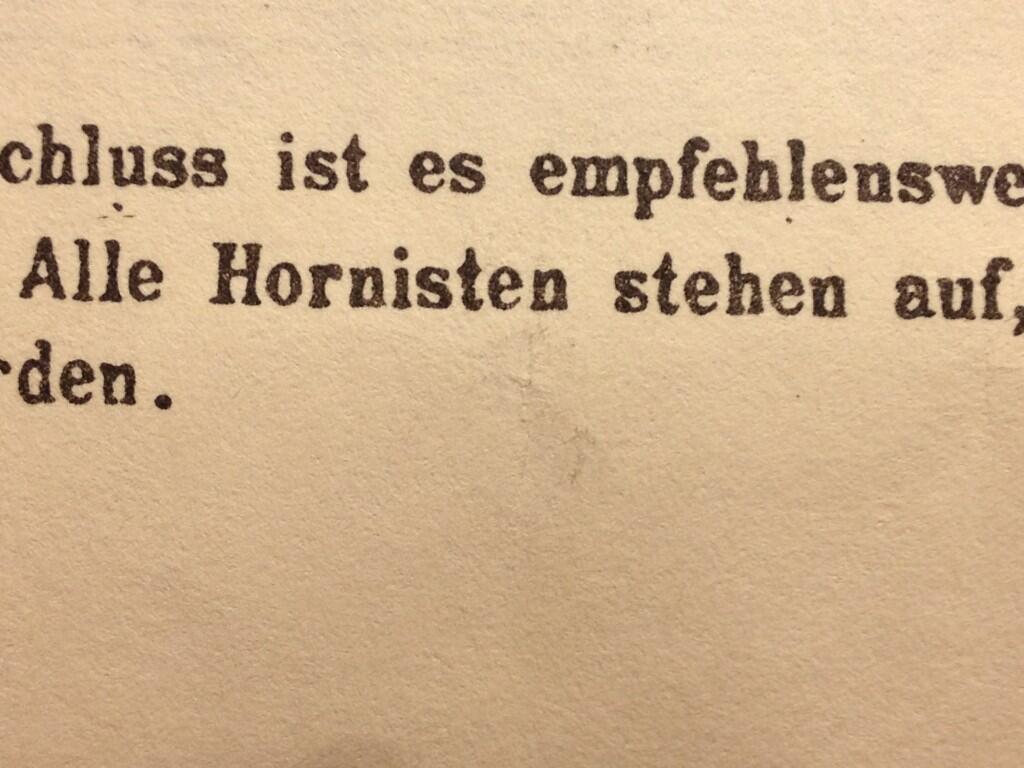 chluss ist es empfehlenswe
Alle Hornisten stehen auf,
rden.